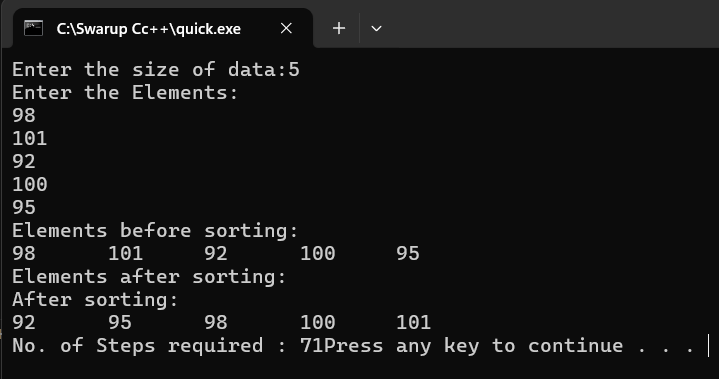 C:\Swarup Cc++\quick.exe
Enter the size of data:5
Enter the Elements:
98
101
92
100
95
Elements before sorting:
98 101 92 100 95
Elements after sorting:
After sorting:
92 95 98 100 101
No. of Steps required : 71Press any key to continue . . .